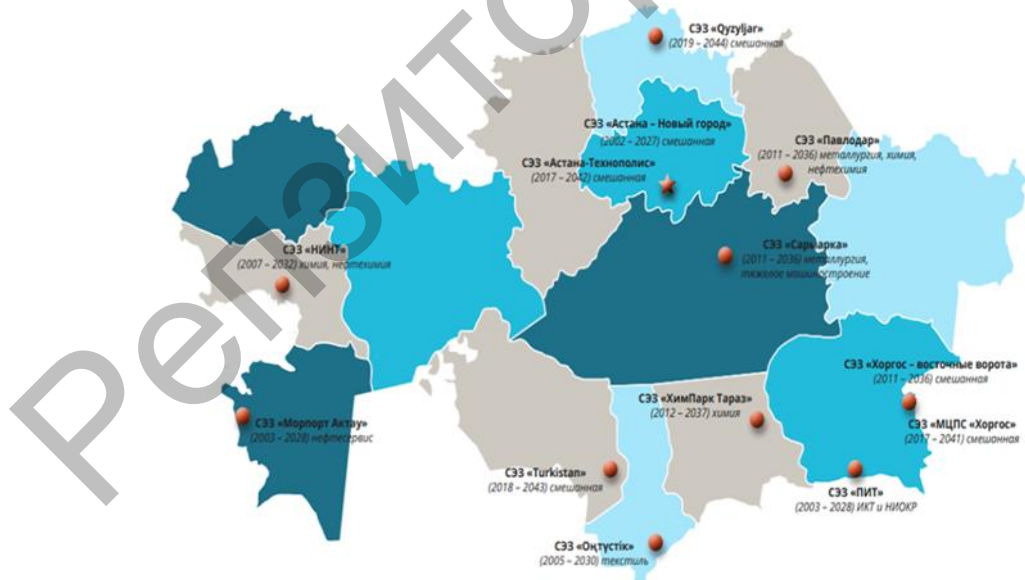 СЭЗ «Qyzyljar»
(2019 – 2044) смешанная
СЭЗ «Астана – Новый город»
(2002 – 2027) смешанная
СЭЗ «Астана-Технополис»
(2017 – 2042) смешанная
СЭЗ «Павлодар»
(2011 – 2036) металлургия, химия,
нефтехимия
СЭЗ «НИНТ»
(2007 – 2032) химия, нефтехимия
СЭЗ «Сарыарка»
(2011 – 2036) металлургия,
тяжелое машиностроение
СЭЗ «Хоргос – восточные ворота»
(2011 – 2036) смешанная
СЭЗ «ХимПарк Тараз»
(2012 – 2037) химия
СЭЗ «Морпорт Актау»
(2003 – 2028) нефтесервис
СЭЗ «МЦПС «Хоргос»
(2017 – 2041) смешонная
СЭЗ «Turkistan»
(2018 – 2043) смешанная
СЭЗ «ПИТ»
(2003 – 2028) ИКТ и НИОКР
СЭЗ «Оңтүстік»
(2005 – 2030) текстиль